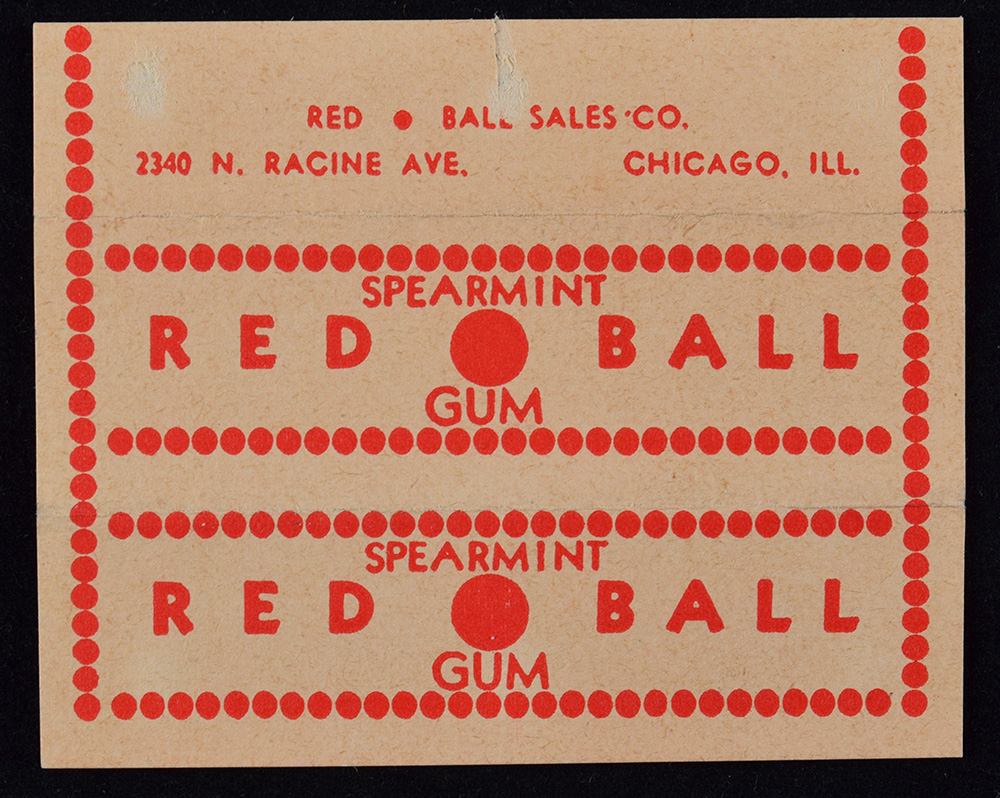 RED ● BALL SALES CO.
2340 N. RACINE AVE. CHICAGO, ILL.
SPEARMINT
RED ● BALL
GUM
SPEARMINT
RED ● BALL
GUM